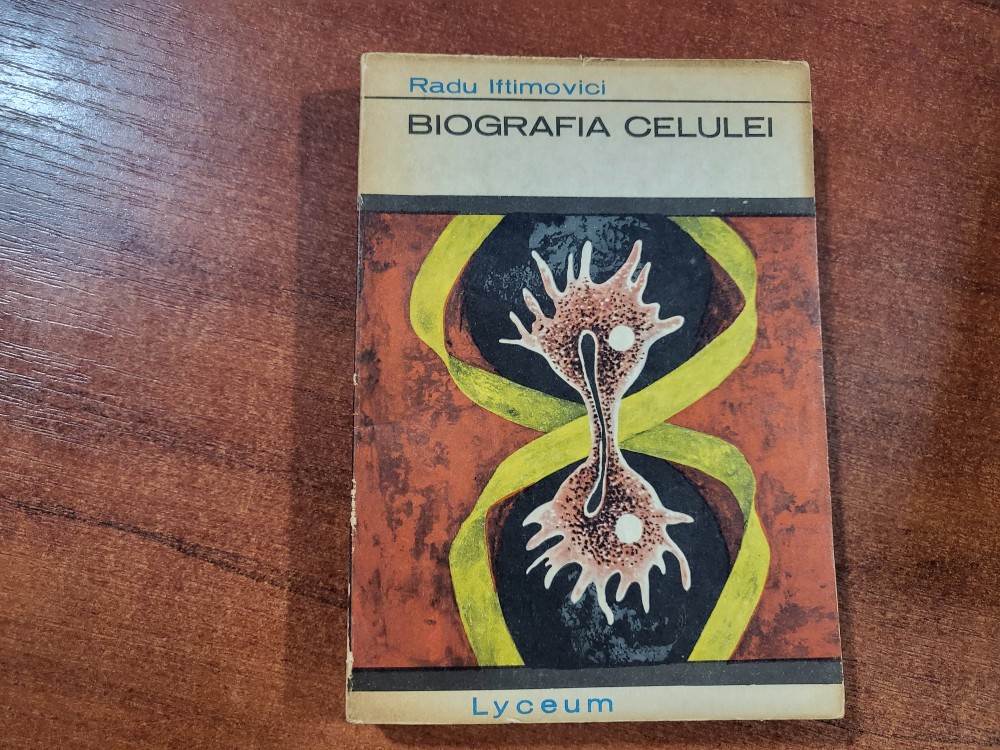 Radu Iftimovici
BIOGRAFIA CELULEI
Lyceum